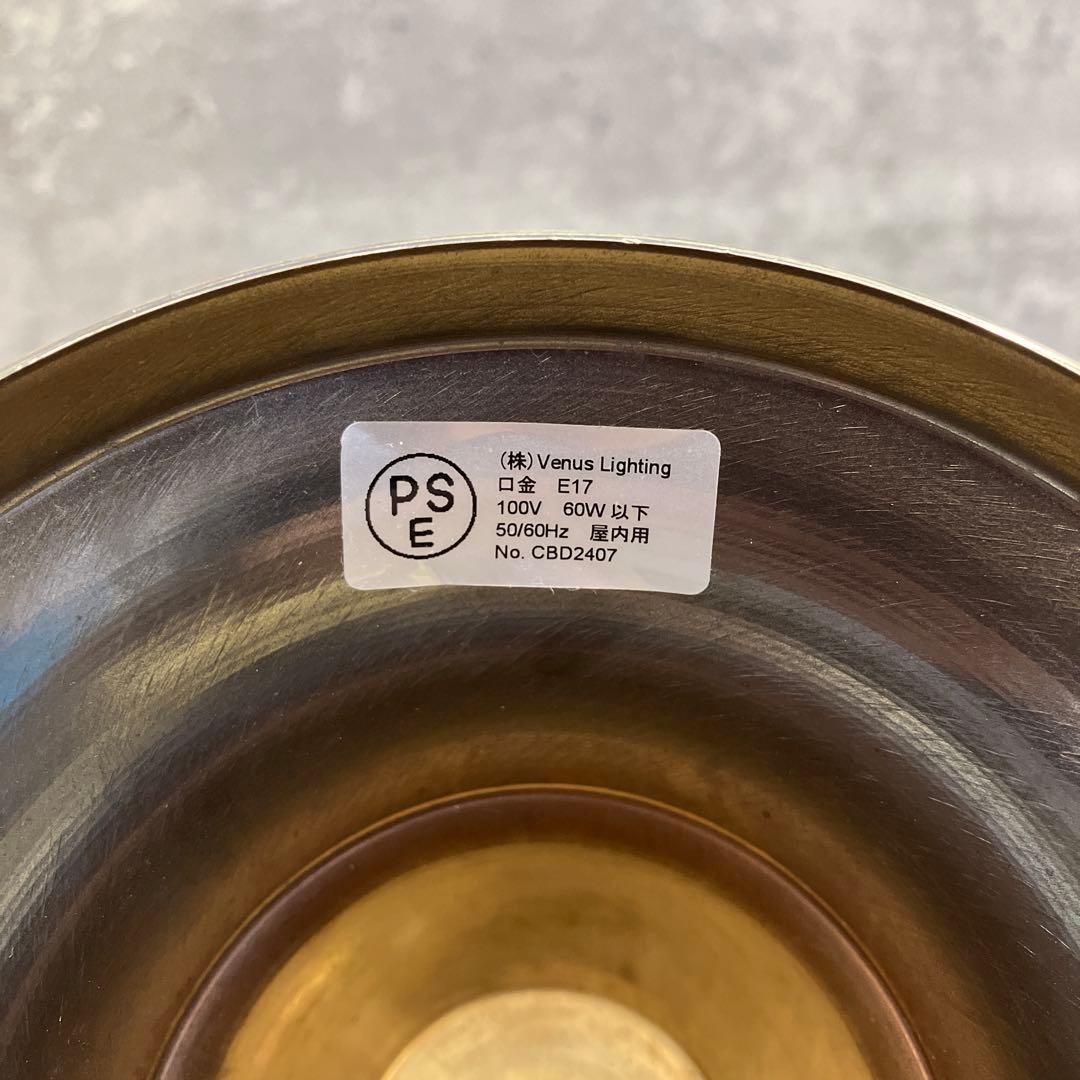 PS
E
(株)Venus Lighting
口金 E17
100V 60W 以下
50/60Hz 屋内用
No. CBD2407